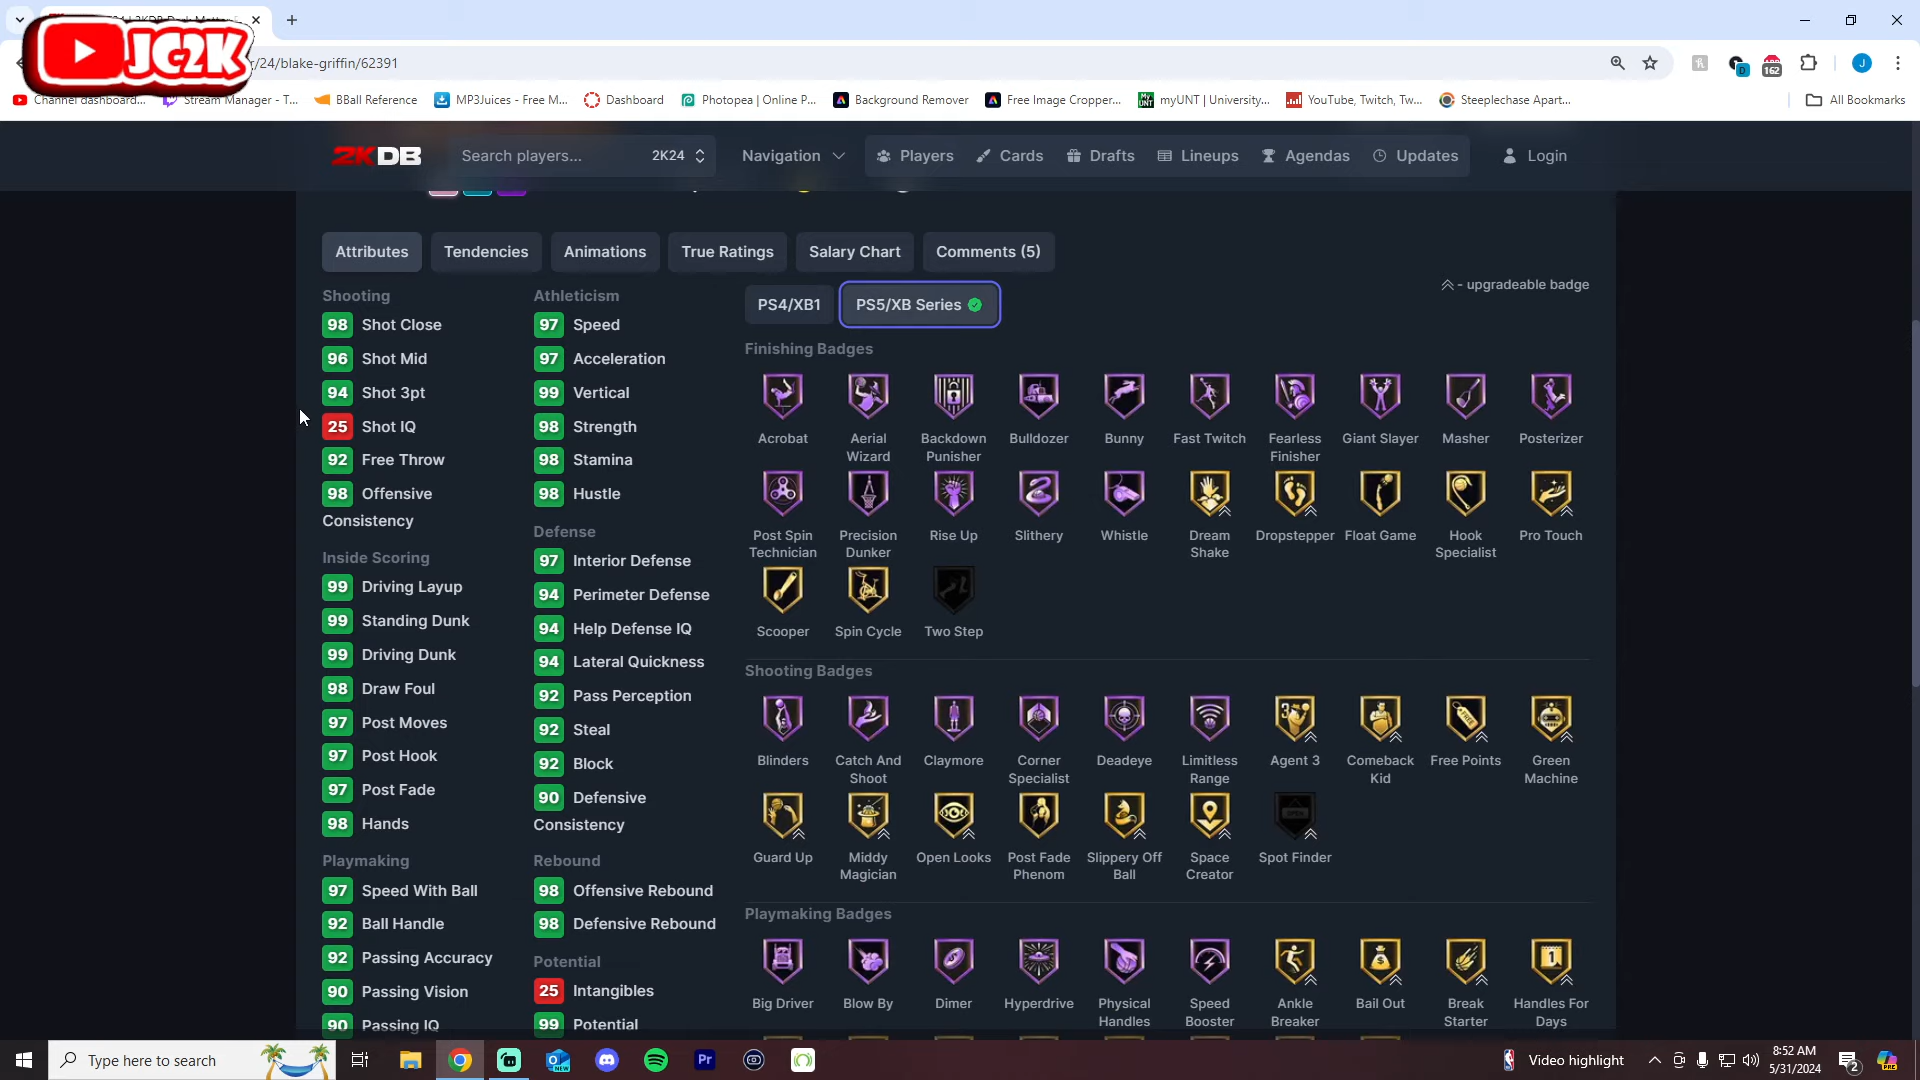 JC2K
/24/blake-griffin/62391
D
162
J
Channel dashboard...
Stream Manager - T...
BBall Reference
MP3Juices - Free M...
Dashboard
Photopea | Online P...
Background Remover
Free Image Cropper...
myUNT | University...
YouTube, Twitch, Tw...
Steeplechase Apart...
All Bookmarks
2KDB
Search players...
2K24
Navigation
Players
Cards
Drafts
Lineups
Agendas
Updates
Login
Attributes
Tendencies
Animations
True Ratings
Salary Chart
Comments (5)
Shooting
98 Shot Close
96 Shot Mid
94 Shot 3pt
25 Shot IQ
92 Free Throw
98 Offensive
Consistency
Inside Scoring
99 Driving Layup
99 Standing Dunk
99 Driving Dunk
98 Draw Foul
97 Post Moves
97 Post Hook
97 Post Fade
98 Hands
Playmaking
97 Speed With Ball
92 Ball Handle
92 Passing Accuracy
90 Passing Vision
90 Passing IQ
Athleticism
97 Speed
97 Acceleration
99 Vertical
98 Strength
98 Stamina
98 Hustle
Defense
97 Interior Defense
94 Perimeter Defense
94 Help Defense IQ
94 Lateral Quickness
92 Pass Perception
92 Steal
92 Block
90 Defensive
Consistency
Rebound
98 Offensive Rebound
98 Defensive Rebound
Potential
25 Intangibles
99 Potential
PS4/XB1
PS5/XB Series
- upgradeable badge
Finishing Badges
Acrobat
Aerial
Wizard
Backdown
Punisher
Bulldozer
Bunny
Fast Twitch
Fearless
Finisher
Giant Slayer
Masher
Posterizer
Post Spin
Technician
Precision
Dunker
Rise Up
Slithery
Whistle
Dream
Shake
Dropstepper
Float Game
Hook
Specialist
Pro Touch
Scooper
Spin Cycle
Two Step
Shooting Badges
Blinders
Catch And
Shoot
Claymore
Corner
Specialist
Deadeye
Limitless
Range
Agent 3
Comeback
Kid
Free Points
Green
Machine
Guard Up
Middy
Magician
Open Looks
Post Fade
Phenom
Slippery Off
Ball
Space
Creator
Spot Finder
Playmaking Badges
Big Driver
Blow By
Dimer
Hyperdrive
Physical
Handles
Speed
Booster
Ankle
Breaker
Bail Out
Break
Starter
Handles For
Days
Type here to search
Video highlight
8:52 AM
5/31/2024
2